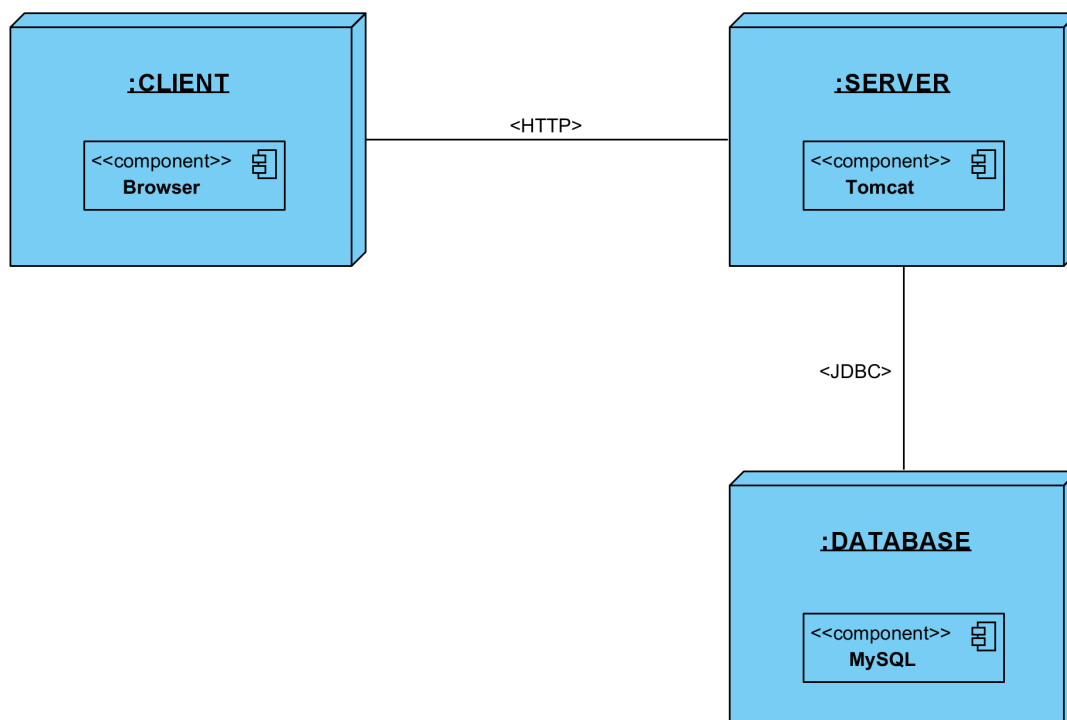 :CLIENT
<<component>>
Browser
<HTTP>
:SERVER
<<component>>
Tomcat
<JDBC>
:DATABASE
<<component>>
MySQL